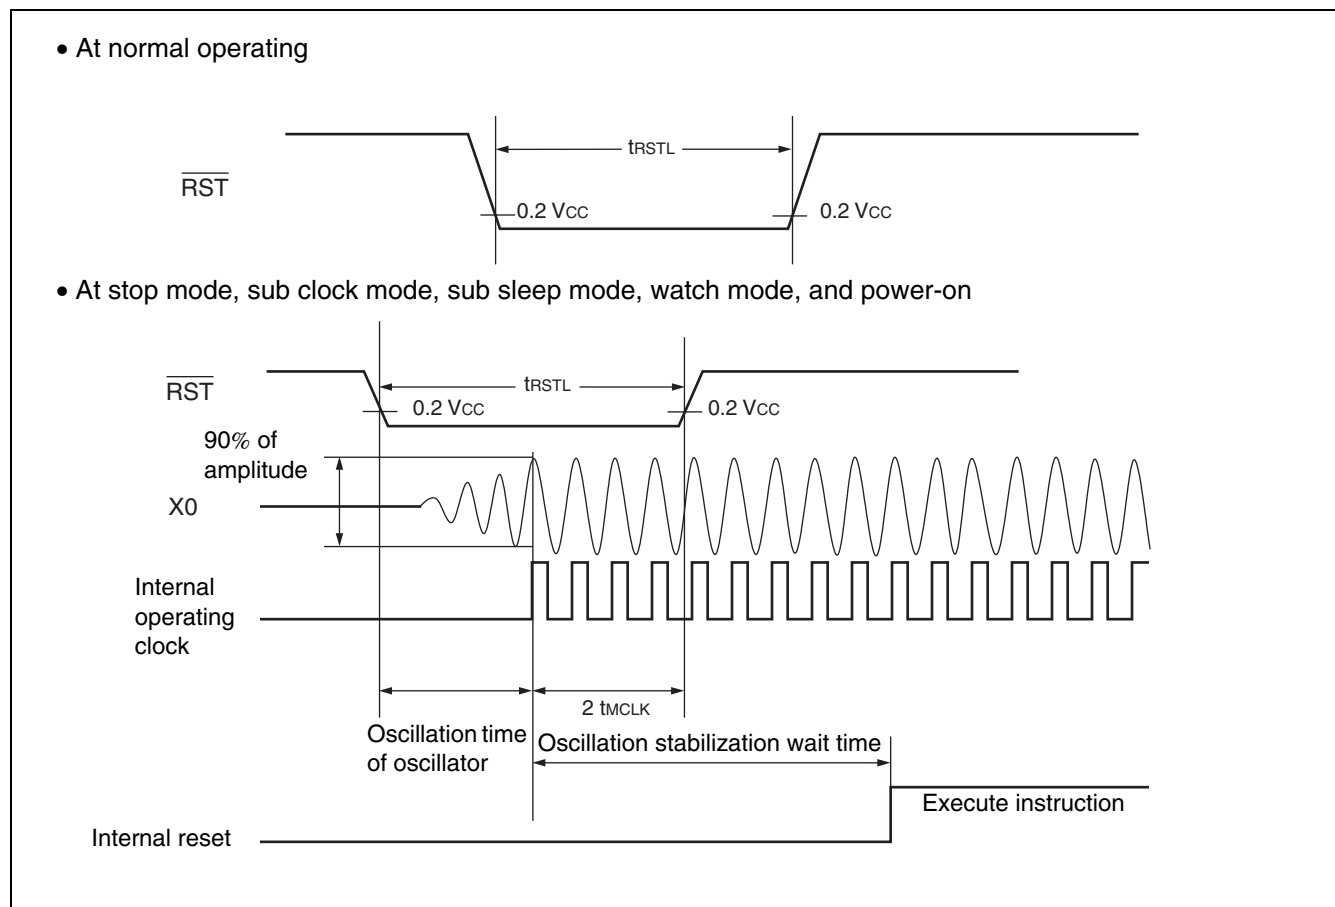 • At normal operating
tRSTL
RST
0.2 VCC
0.2 VCC
• At stop mode, sub clock mode, sub sleep mode, watch mode, and power-on
RST
tRSTL
0.2 VCC
0.2 VCC
90% of
amplitude
X0
Internal
operating
clock
2 tMCLK
Oscillation time
of oscillator
Oscillation stabilization wait time
Execute instruction
Internal reset